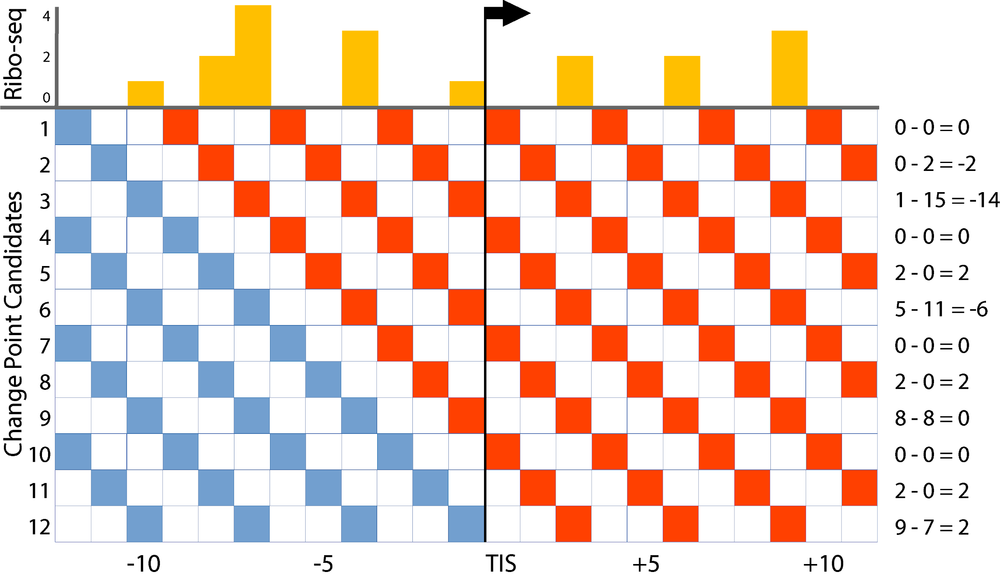 Ribo-seq
4
2
0
Change Point Candidates
1 0 - 0 = 0
2 0 - 2 = -2
3 1 - 15 = -14
4 0 - 0 = 0
5 2 - 0 = 2
6 5 - 11 = -6
7 0 - 0 = 0
8 2 - 0 = 2
9 8 - 8 = 0
10 0 - 0 = 0
11 2 - 0 = 2
12 9 - 7 = 2
-10 -5 TIS +5 +10